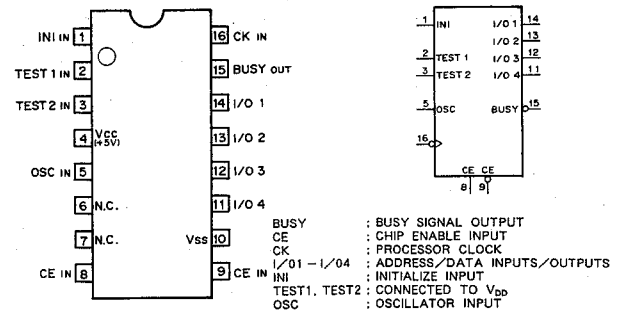 INI IN 1
16 CK IN
TEST 1 IN 2
15 BUSY OUT
TEST 2 IN 3
14 I/O 1
4 VCC (+5V)
13 I/O 2
OSC IN 5
12 I/O 3
6 N.C.
11 I/O 4
7 N.C.
VSS 10
CE IN 8
9 CE IN
1 INI I/O 1 14
I/O 2 13
2 TEST 1 I/O 3 12
3 TEST 2 I/O 4 11
5 OSC BUSY 15
16
CE CE
8 9
BUSY : BUSY SIGNAL OUTPUT
CE : CHIP ENABLE INPUT
CK : PROCESSOR CLOCK
I/01-I/04 : ADDRESS/DATA INPUTS/OUTPUTS
INI : INITIALIZE INPUT
TEST1, TEST2 : CONNECTED TO VDD
OSC : OSCILLATOR INPUT